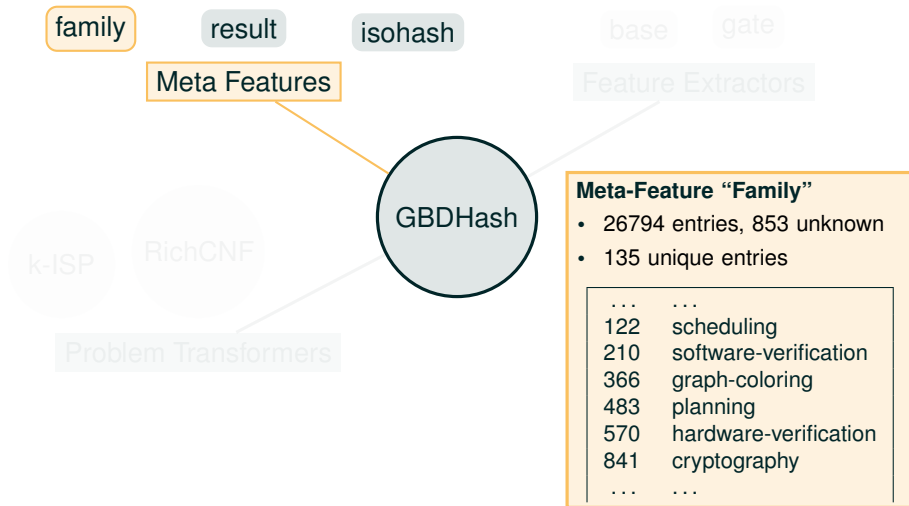 family result isohash base gate
Meta Features Feature Extractors
GBDHash
k-ISP RichCNF
Problem Transformers
Meta-Feature “Family”
• 26794 entries, 853 unknown
• 135 unique entries
... ...
122 scheduling
210 software-verification
366 graph-coloring
483 planning
570 hardware-verification
841 cryptography
... ...